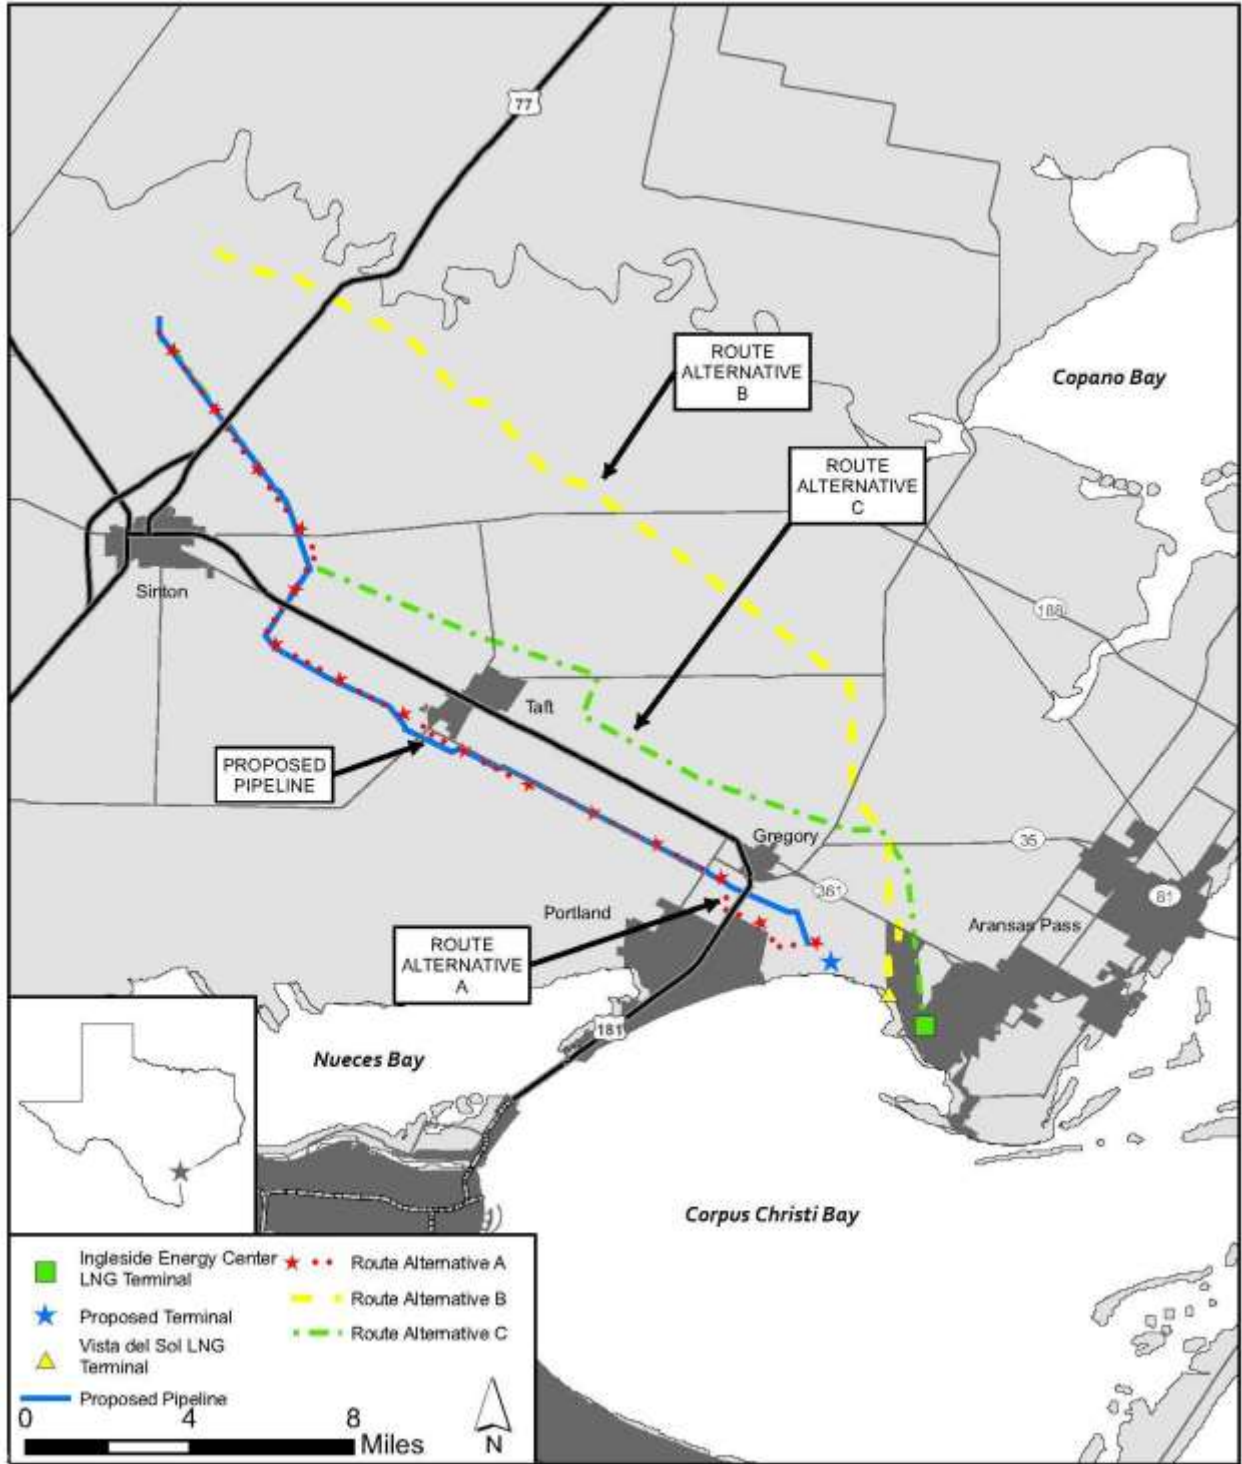 77
ROUTE
ALTERNATIVE
B
Copano Bay
ROUTE
ALTERNATIVE
C
Sinton
188
Taft
PROPOSED
PIPELINE
Gregory
35
361
81
Portland
Aransas Pass
ROUTE
ALTERNATIVE
A
181
Nueces Bay
Corpus Christi Bay
Ingleside Energy Center
LNG Terminal
Proposed Terminal
Vista del Sol LNG
Terminal
Proposed Pipeline
Route Alternative A
Route Alternative B
Route Alternative C
0 4 8
Miles
N